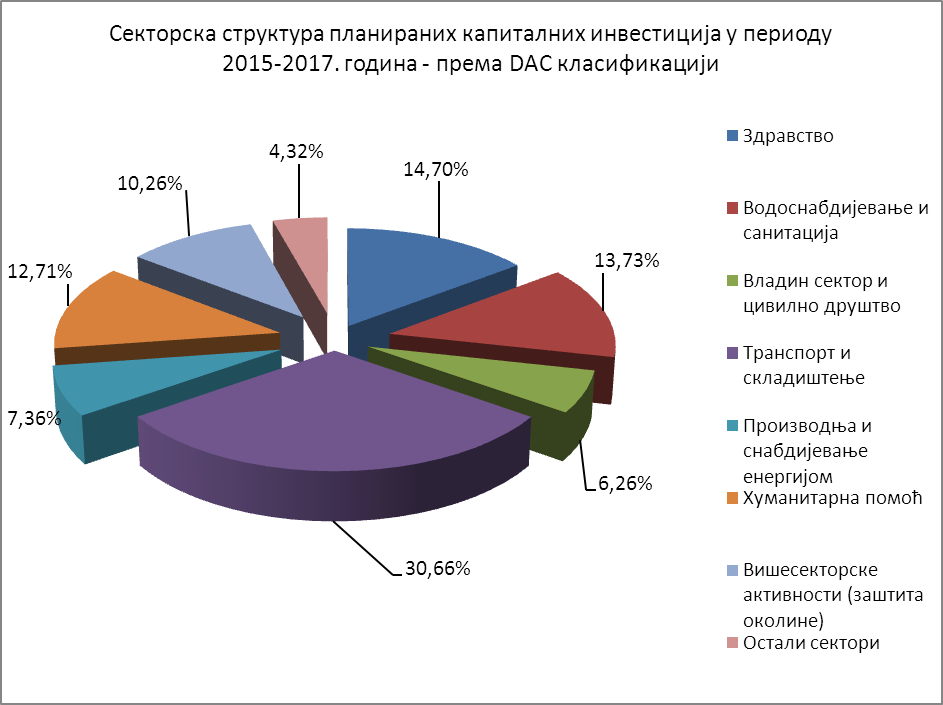 Секторска структура планираних капиталних инвестиција у периоду
2015-2017. година - према DAC класификацији
4,32%
14,70%
10,26%
13,73%
12,71%
7,36%
6,26%
30,66%
Здравство
Водоснабдијевање и
санитација
Владин сектор и
цивилно друштво
Транспорт и
складиштење
Производња и
снабдијевање
енергијом
Хуманитарна помоћ
Вишесекторске
активности (заштита
околине)
Остали сектори